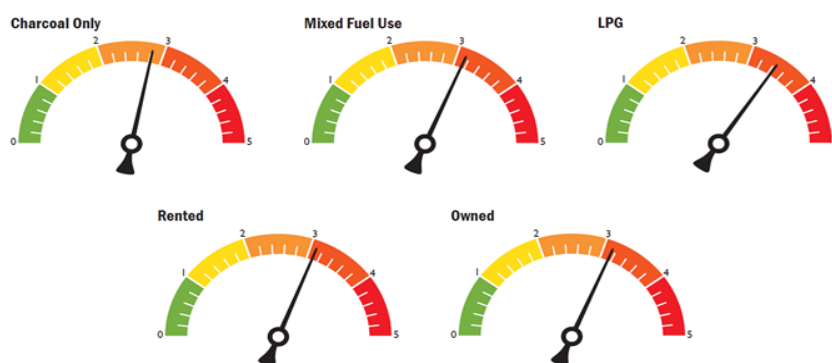 Charcoal Only
0 1 2 3 4 5
Mixed Fuel Use
0 1 2 3 4 5
LPG
0 1 2 3 4
Rented
0 1 2 3 4 5
Owned
0 1 2 3 4 5